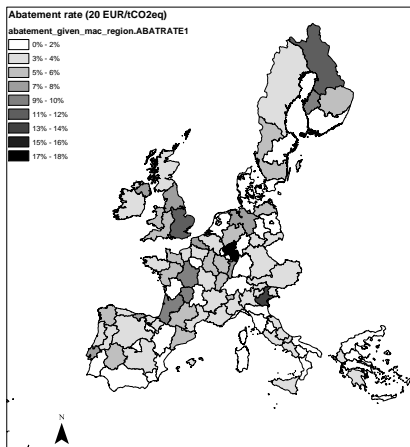 Abatement rate (20 EUR/tCO2eq)
abatement_given_mac_region.ABATRATE1
0% - 2%
3% - 4%
5% - 6%
7% - 8%
9% - 10%
11% - 12%
13% - 14%
15% - 16%
17% - 18%
N